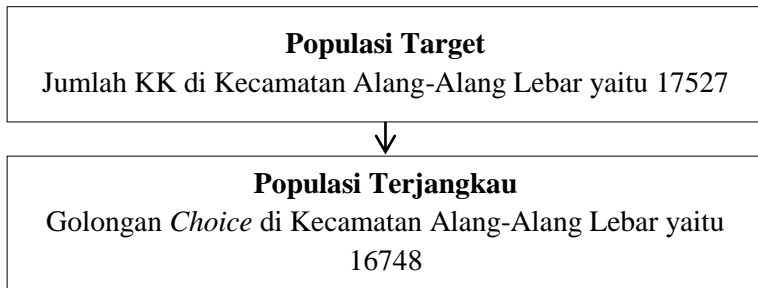 Populasi Target
Jumlah KK di Kecamatan Alang-Alang Lebar yaitu 17527
Populasi Terjangkau
Golongan Choice di Kecamatan Alang-Alang Lebar yaitu
16748